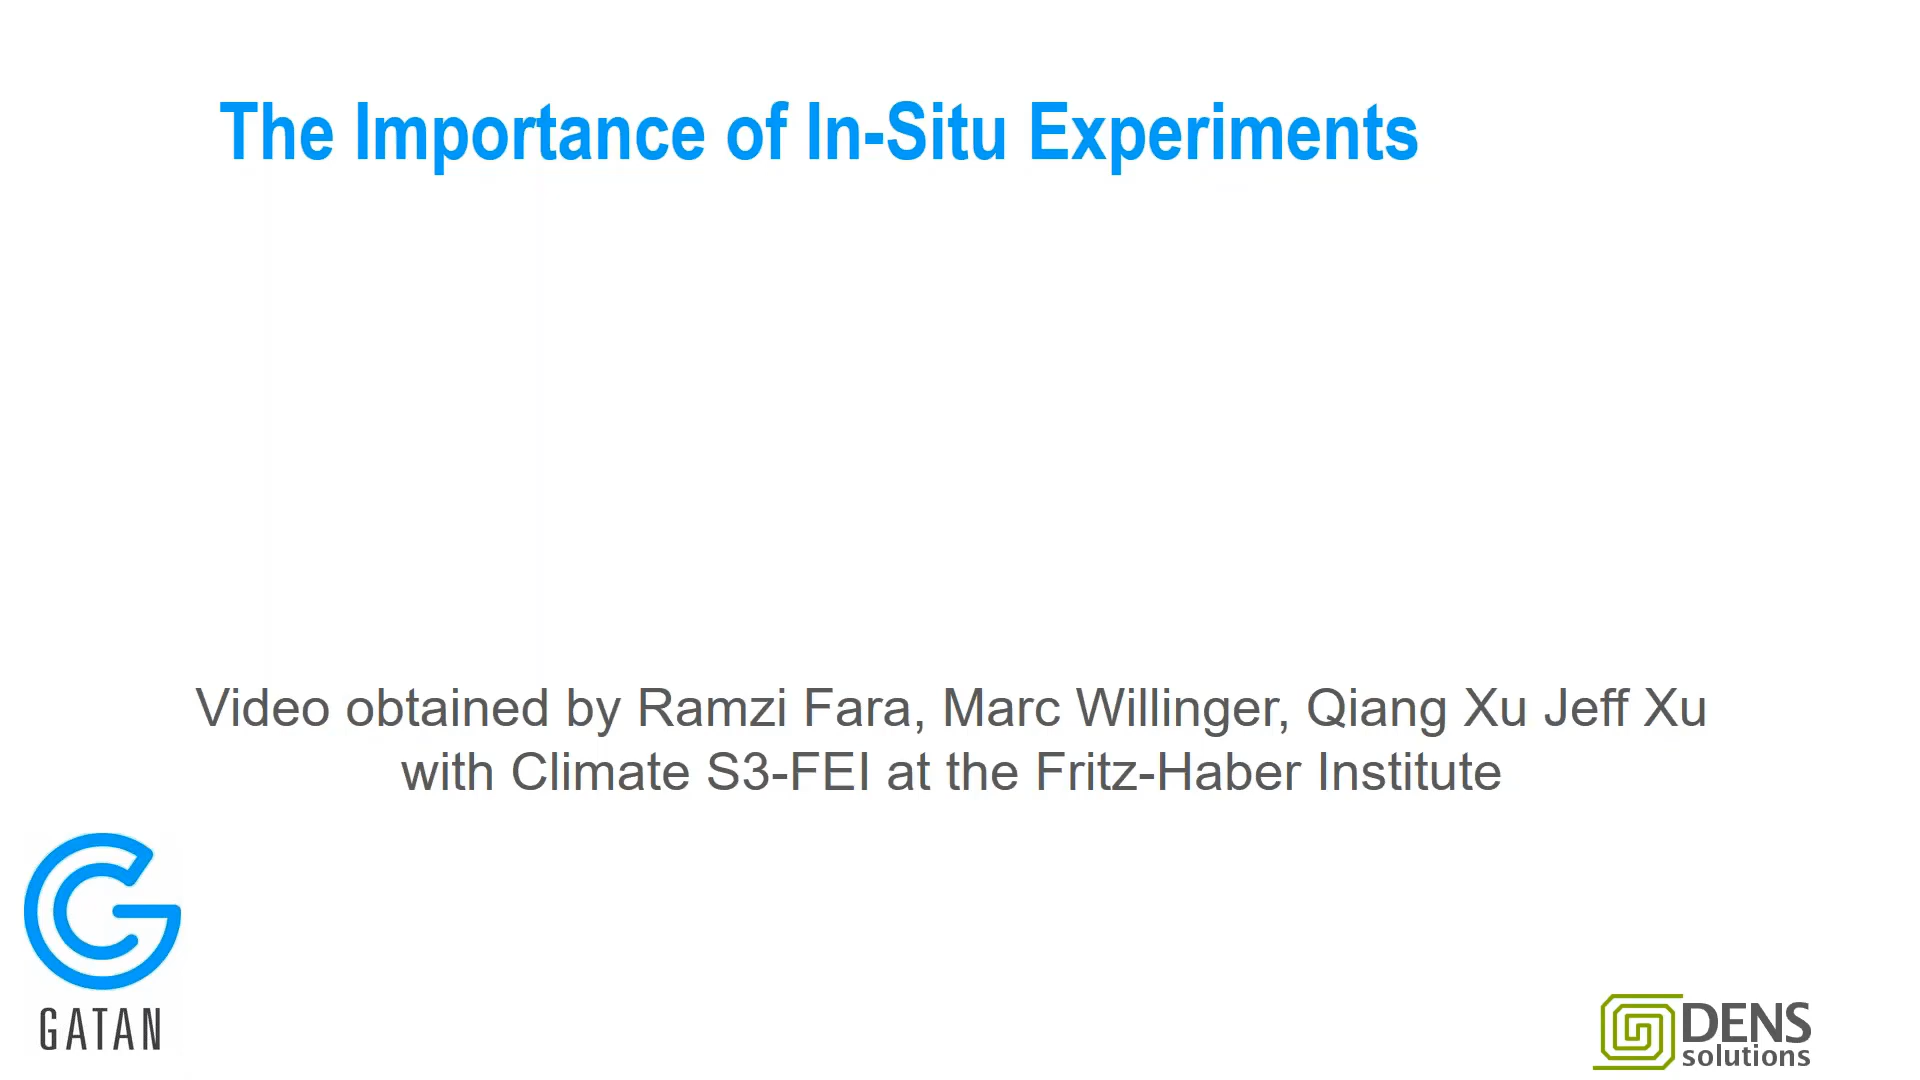 The Importance of In-Situ Experiments
Video obtained by Ramzi Fara, Marc Willinger, Qiang Xu Jeff Xu
with Climate S3-FEI at the Fritz-Haber Institute
GATAN
DENS
solutions